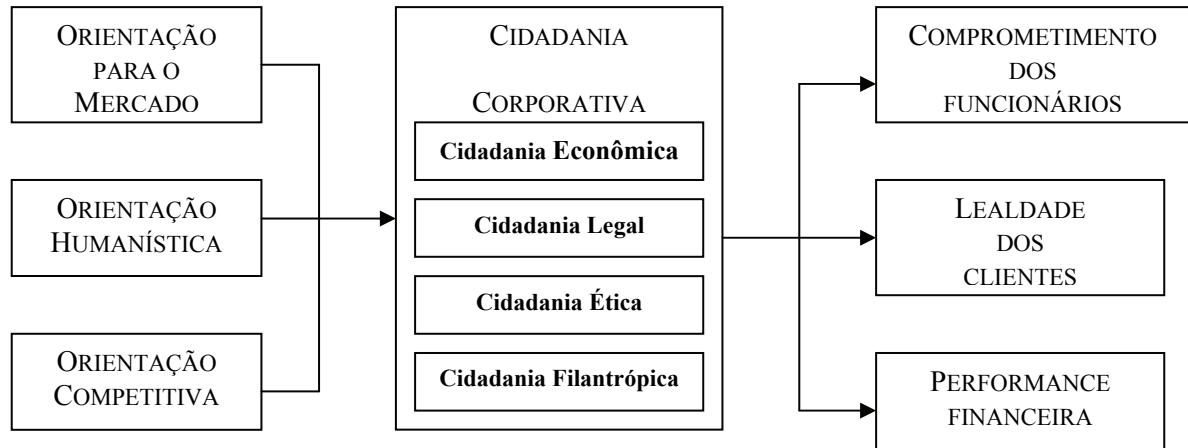 ORIENTAÇÃO
PARA O
MERCADO
ORIENTAÇÃO
HUMANÍSTICA
ORIENTAÇÃO
COMPETITIVA
CIDADANIA
CORPORATIVA
Cidadania Econômica
Cidadania Legal
Cidadania Ética
Cidadania Filantrópica
COMPROMETIMENTO
DOS
FUNCIONÁRIOS
LEALDADE
DOS
CLIENTES
PERFORMANCE
FINANCEIRA